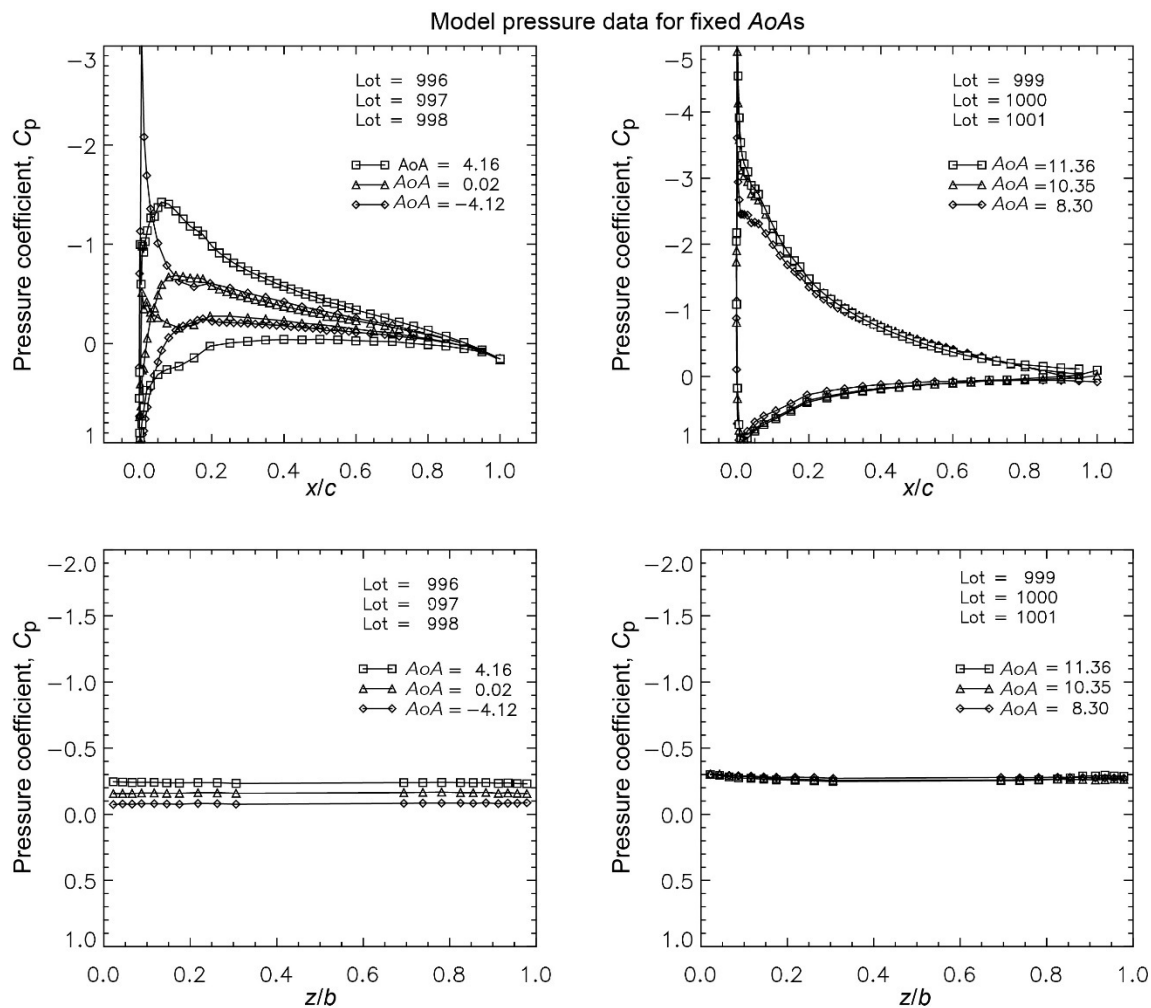 Model pressure data for fixed AoAs
Pressure coefficient, Cp
-3
-2
-1
0
1
Lot = 996
Lot = 997
Lot = 998
AoA = 4.16
AoA = 0.02
AoA = -4.12
0.0 0.2 0.4 0.6 0.8 1.0
x/c
Pressure coefficient, Cp
-5
-4
-3
-2
-1
0
1
Lot = 999
Lot = 1000
Lot = 1001
AoA = 11.36
AoA = 10.35
AoA = 8.30
0.0 0.2 0.4 0.6 0.8 1.0
x/c
Pressure coefficient, Cp
-2.0
-1.5
-1.0
-0.5
0.0
0.5
1.0
Lot = 996
Lot = 997
Lot = 998
AoA = 4.16
AoA = 0.02
AoA = -4.12
0.0 0.2 0.4 0.6 0.8 1.0
z/b
Pressure coefficient, Cp
-2.0
-1.5
-1.0
-0.5
0.0
0.5
1.0
Lot = 999
Lot = 1000
Lot = 1001
AoA = 11.36
AoA = 10.35
AoA = 8.30
0.0 0.2 0.4 0.6 0.8 1.0
z/b